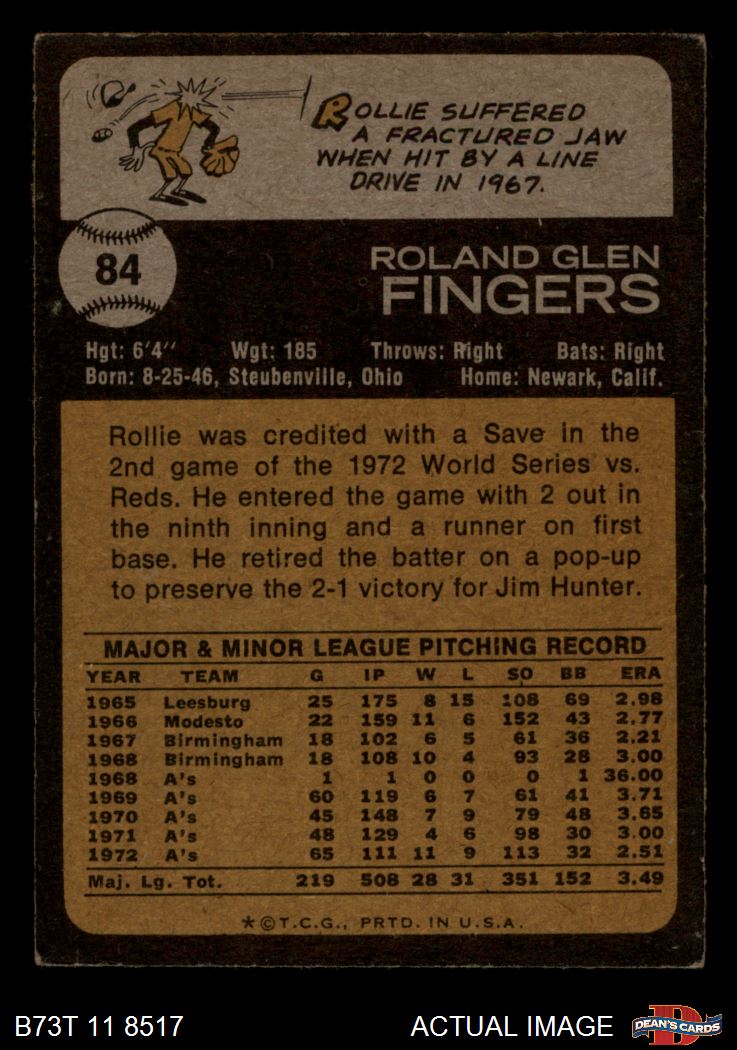 ROLLIE SUFFERED
A FRACTURED JAW
WHEN HIT BY A LINE
DRIVE IN 1967.
84
ROLAND GLEN
FINGERS
Hgt: 6'4" Wgt: 185 Throws: Right Bats: Right
Born: 8-25-46, Steubenville, Ohio Home: Newark, Calif.
Rollie was credited with a Save in the
2nd game of the 1972 World Series vs.
Reds. He entered the game with 2 out in
the ninth inning and a runner on first
base. He retired the batter on a pop-up
to preserve the 2-1 victory for Jim Hunter.
MAJOR & MINOR LEAGUE PITCHING RECORD
YEAR TEAM G IP W L SO BB ERA
1965 Leesburg 25 175 8 15 108 69 2.98
1966 Modesto 22 159 11 6 152 43 2.77
1967 Birmingham 18 102 6 5 61 36 2.21
1968 Birmingham 18 108 10 4 93 28 3.00
1968 A's 1 1 0 0 0 1 36.00
1969 A's 60 119 6 7 61 41 3.71
1970 A's 45 148 7 9 79 48 3.65
1971 A's 48 129 4 6 98 30 3.00
1972 A's 65 111 11 9 113 32 2.51
Maj. Lg. Tot. 219 508 28 31 351 152 3.49
*©T.C.G., PRTD. IN U.S.A.
B73T 11 8517 ACTUAL IMAGE DEAN'S CARDS